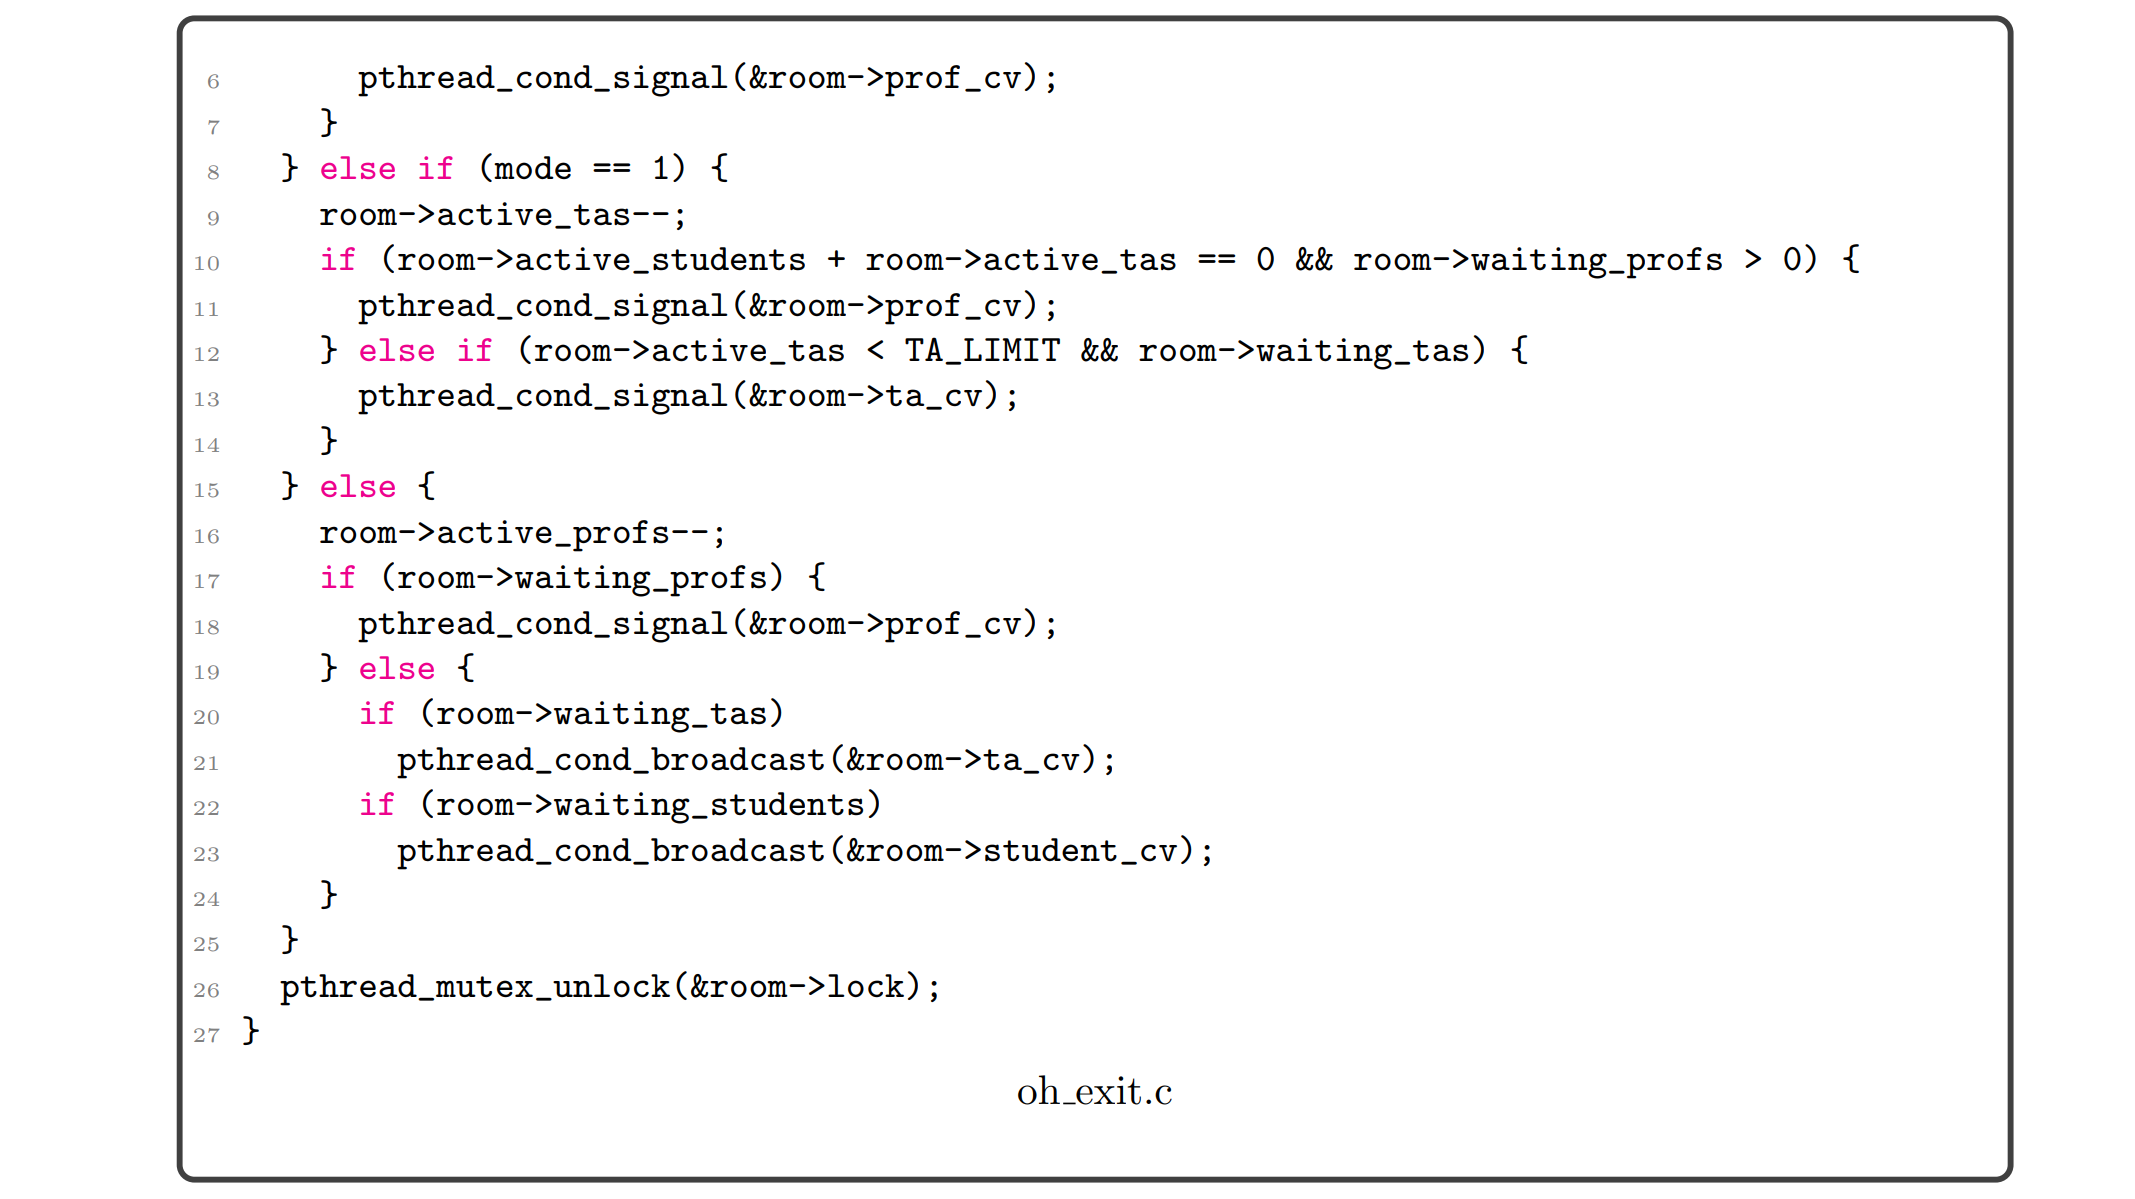 6 pthread_cond_signal(&room->prof_cv);
7 }
8 } else if (mode == 1) {
9 room->active_tas--;
10 if (room->active_students + room->active_tas == 0 && room->waiting_profs > 0) {
11 pthread_cond_signal(&room->prof_cv);
12 } else if (room->active_tas < TA_LIMIT && room->waiting_tas) {
13 pthread_cond_signal(&room->ta_cv);
14 }
15 } else {
16 room->active_profs--;
17 if (room->waiting_profs) {
18 pthread_cond_signal(&room->prof_cv);
19 } else {
20 if (room->waiting_tas)
21 pthread_cond_broadcast(&room->ta_cv);
22 if (room->waiting_students)
23 pthread_cond_broadcast(&room->student_cv);
24 }
25 }
26 pthread_mutex_unlock(&room->lock);
27 }
oh_exit.c